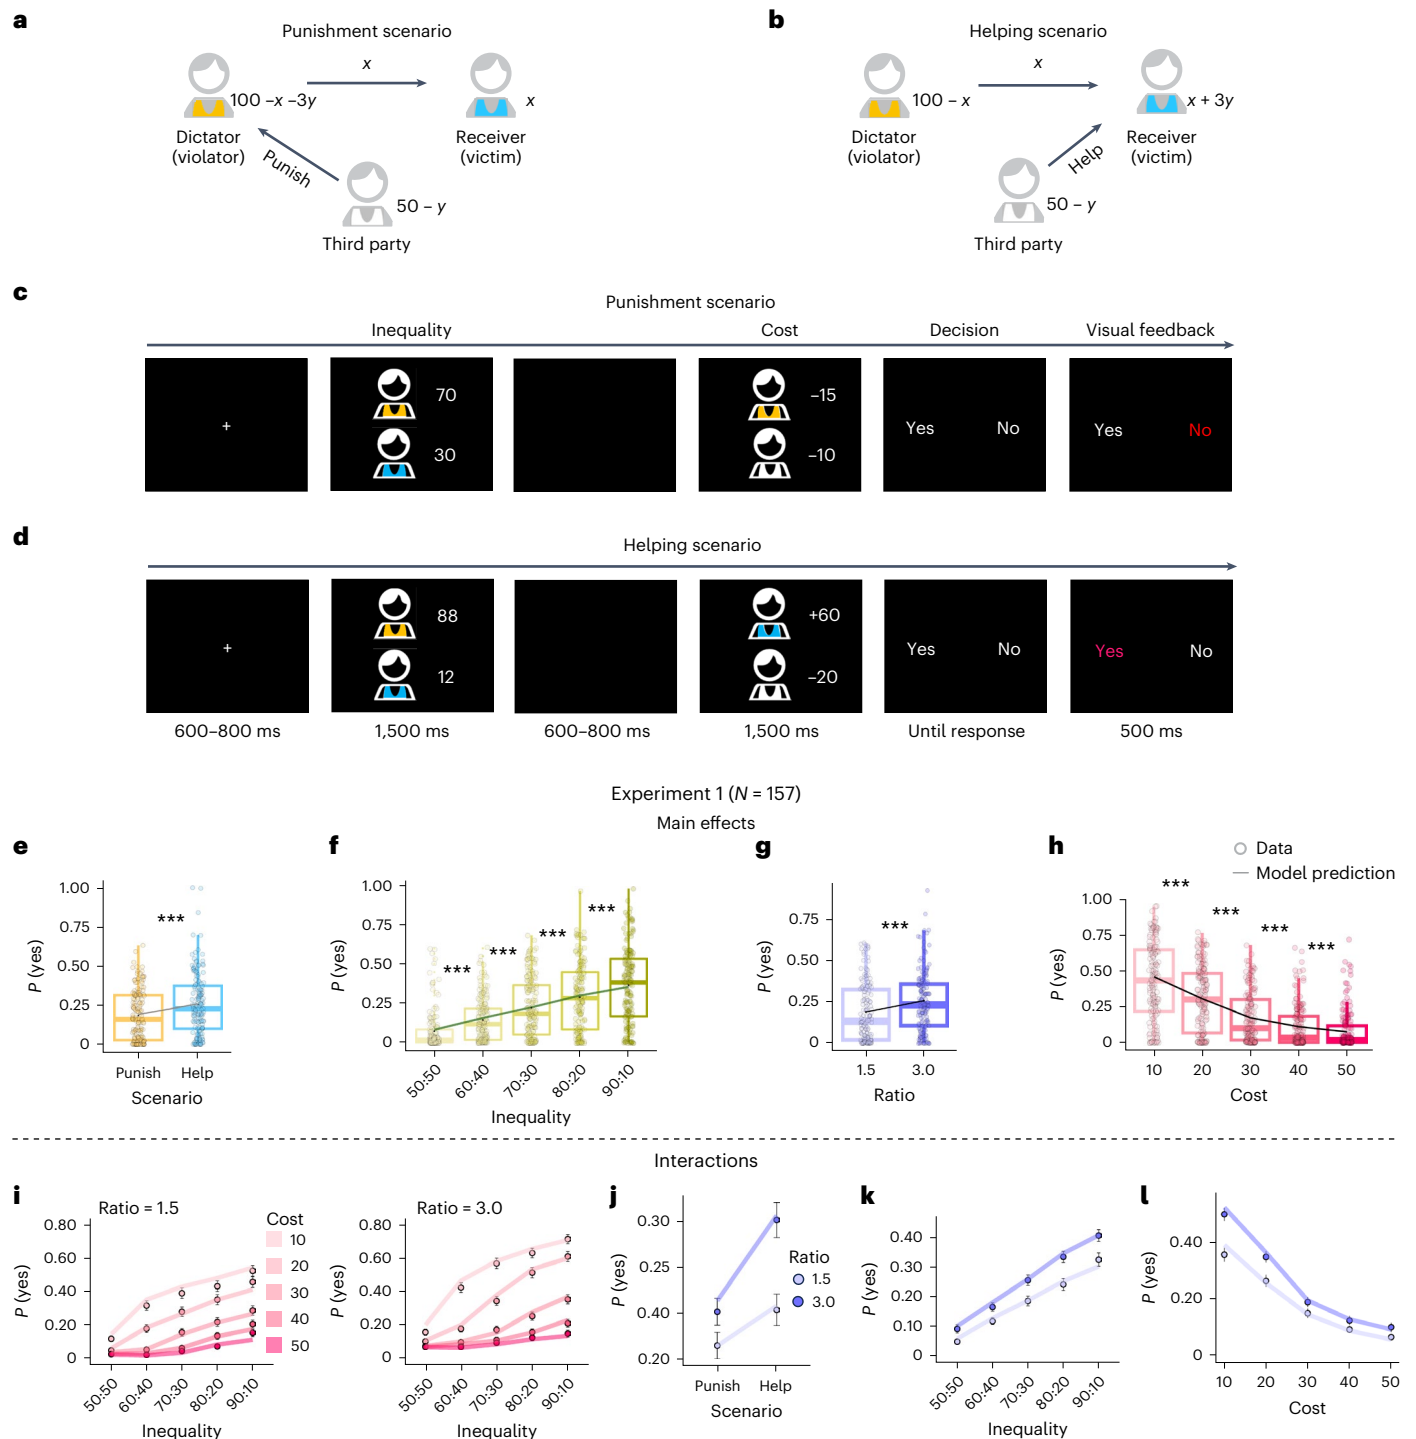 a
Punishment scenario
x
100 – x – 3y
x
Dictator
(violator)
Receiver
(victim)
Punish
50 – y
Third party
b
Helping scenario
x
100 – x
x + 3y
Dictator
(violator)
Receiver
(victim)
Help
50 – y
Third party
c
Punishment scenario
Inequality
Cost
Decision
Visual feedback
+
70
30
–15
–10
Yes No
Yes No
d
Helping scenario
+
88
12
+60
–20
Yes No
Yes No
600–800 ms
1,500 ms
600–800 ms
1,500 ms
Until response
500 ms
Experiment 1 (N = 157)
Main effects
e
P (yes)
1.00
0.75
0.50
0.25
0
***
Punish Help
Scenario
f
P (yes)
1.00
0.75
0.50
0.25
0
*** *** *** ***
50:50 60:40 70:30 80:20 90:10
Inequality
g
P (yes)
0.75
0.50
0.25
0
***
1.5 3.0
Ratio
h
Data
Model prediction
P (yes)
1.00
0.75
0.50
0.25
0
*** *** *** ***
10 20 30 40 50
Cost
Interactions
i
Ratio = 1.5
P (yes)
0.80
0.60
0.40
0.20
0
50:50 60:40 70:30 80:20 90:10
Inequality
Cost
10
20
30
40
50
Ratio = 3.0
P (yes)
0.80
0.60
0.40
0.20
0
50:50 60:40 70:30 80:20 90:10
Inequality
j
P (yes)
0.30
0.25
0.40
0.20
Punish Help
Scenario
Ratio
1.5
3.0
k
P (yes)
0.40
0.30
0.20
0.10
0
50:50 60:40 70:30 80:20 90:10
Inequality
l
P (yes)
0.40
0.20
0
10 20 30 40 50
Cost